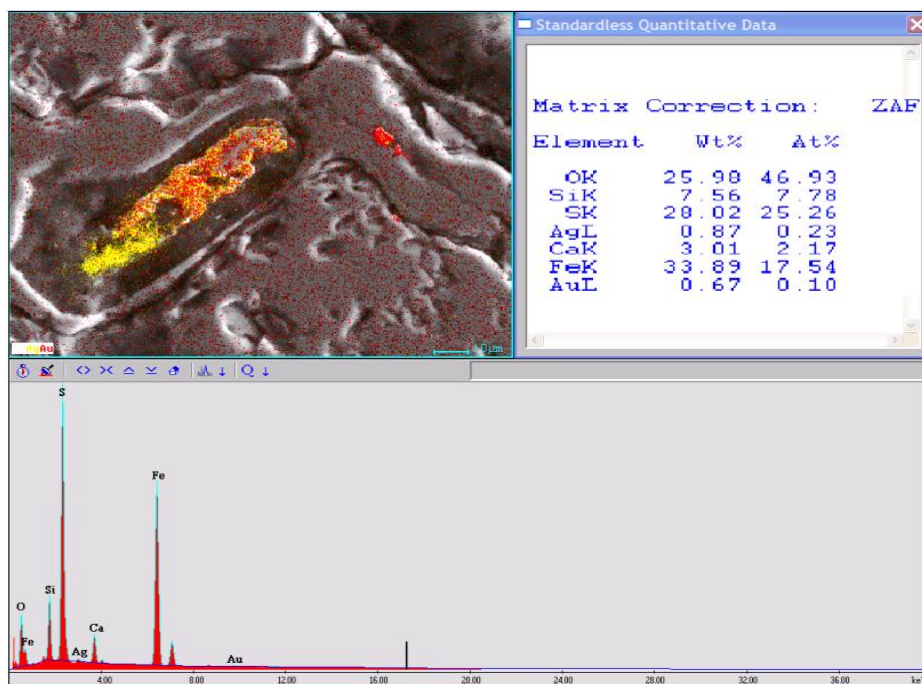 Standardless Quantitative Data
Matrix Correction: ZAF
Element Wt% At%
OK 25.98 46.93
SiK 7.56 7.78
SK 28.02 25.26
AgL 0.87 0.23
CaK 3.01 2.17
FeK 33.89 17.54
AuL 0.67 0.10
AgAu
Q
S
Fe
Si
O
Fe
Ca
Ag
Au
4.00 8.00 12.00 16.00 20.00 24.00 28.00 32.00 36.00